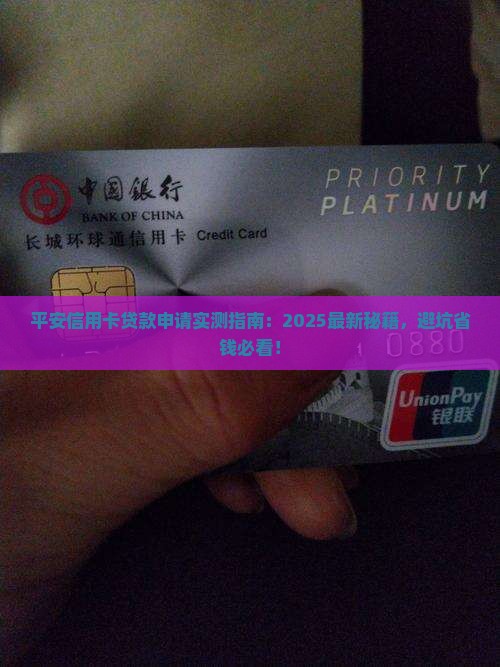 PRIORITY
PLATINUM
中國銀行
BANK OF CHINA
长城环球通信用卡 Credit Card
平安信用卡贷款申请实测指南：2025最新秘籍，避坑省
钱必看！
0880
UnionPay
银联